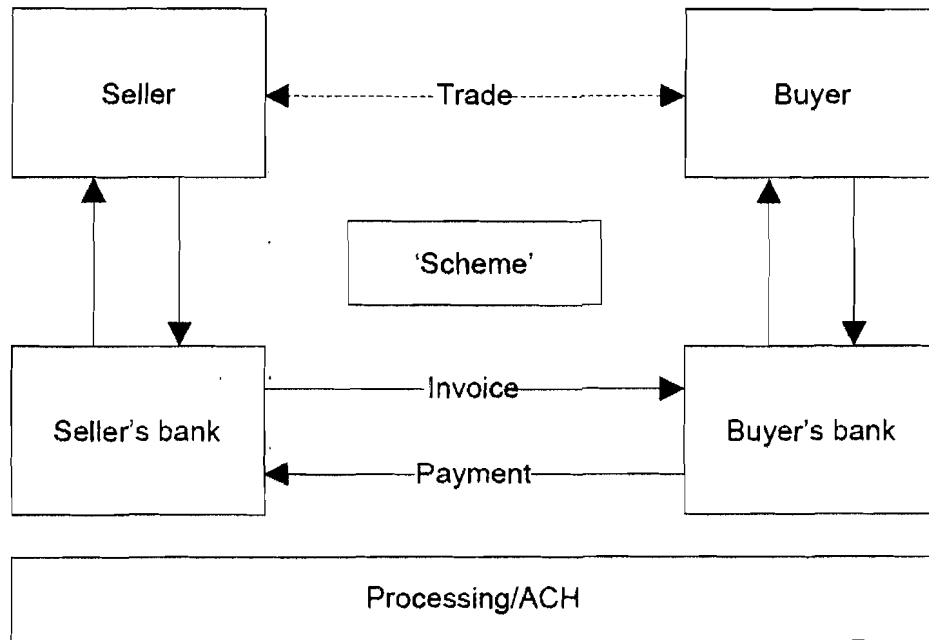 Seller
Trade
Buyer
'Scheme'
Invoice
Seller's bank
Buyer's bank
Payment
Processing/ACH